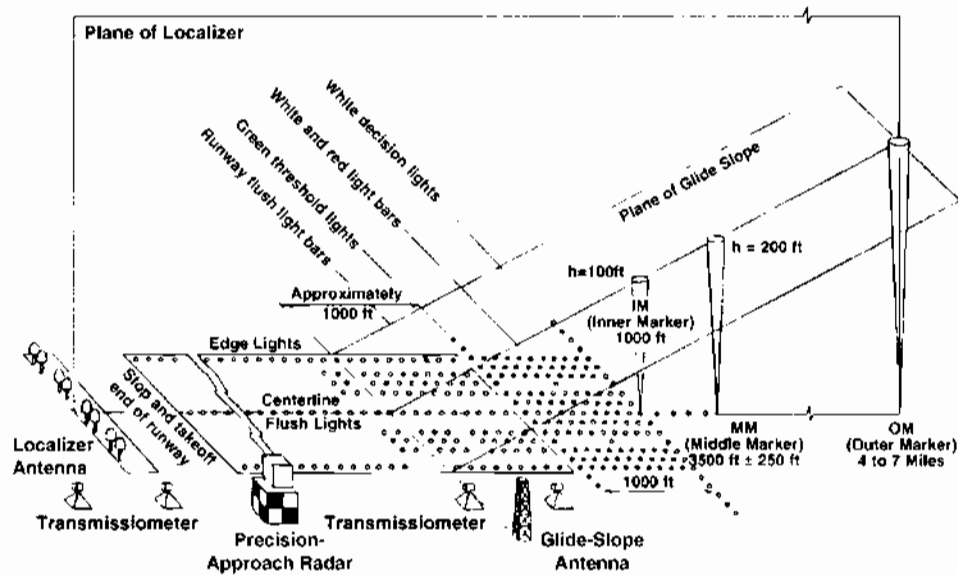 Plane of Localizer
White decision lights
White and red light bars
Green threshold lights
Runway flush light bars
Plane of Glide Slope
h = 200 ft
h=100ft
Approximately
1000 ft
IM
(Inner Marker)
1000 ft
Edge Lights
Stop and takeoff
end of runway
Centerline
Flush Lights
Localizer
Antenna
MM
(Middle Marker)
3500 ft ± 250 ft
OM
(Outer Marker)
4 to 7 Miles
1000 ft
Transmissiometer
Precision-
Approach Radar
Transmissiometer
Glide-Slope
Antenna